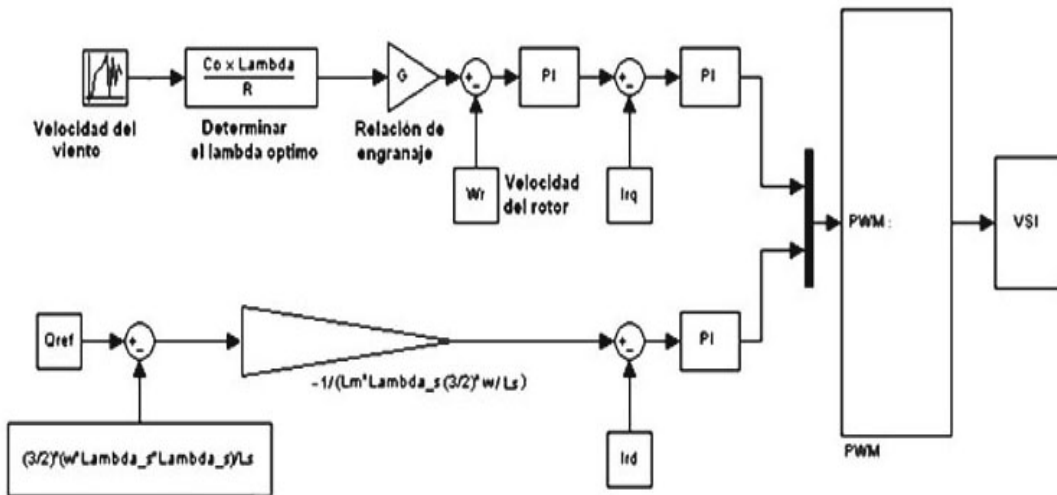 Co x Lambda
R
G
+
-
PI
+
-
PI
Velocidad del
viento
Determinar
el lambda optimo
Relación de
engranaje
Wr
Velocidad
del rotor
Irq
PWM :
VSI
Qref
+
-
-1/(Lm*Lambda_s(3/2)*w/Ls)
+
-
PI
(3/2)*(w*Lambda_s*Lambda_s)/Ls
Ird
PWM